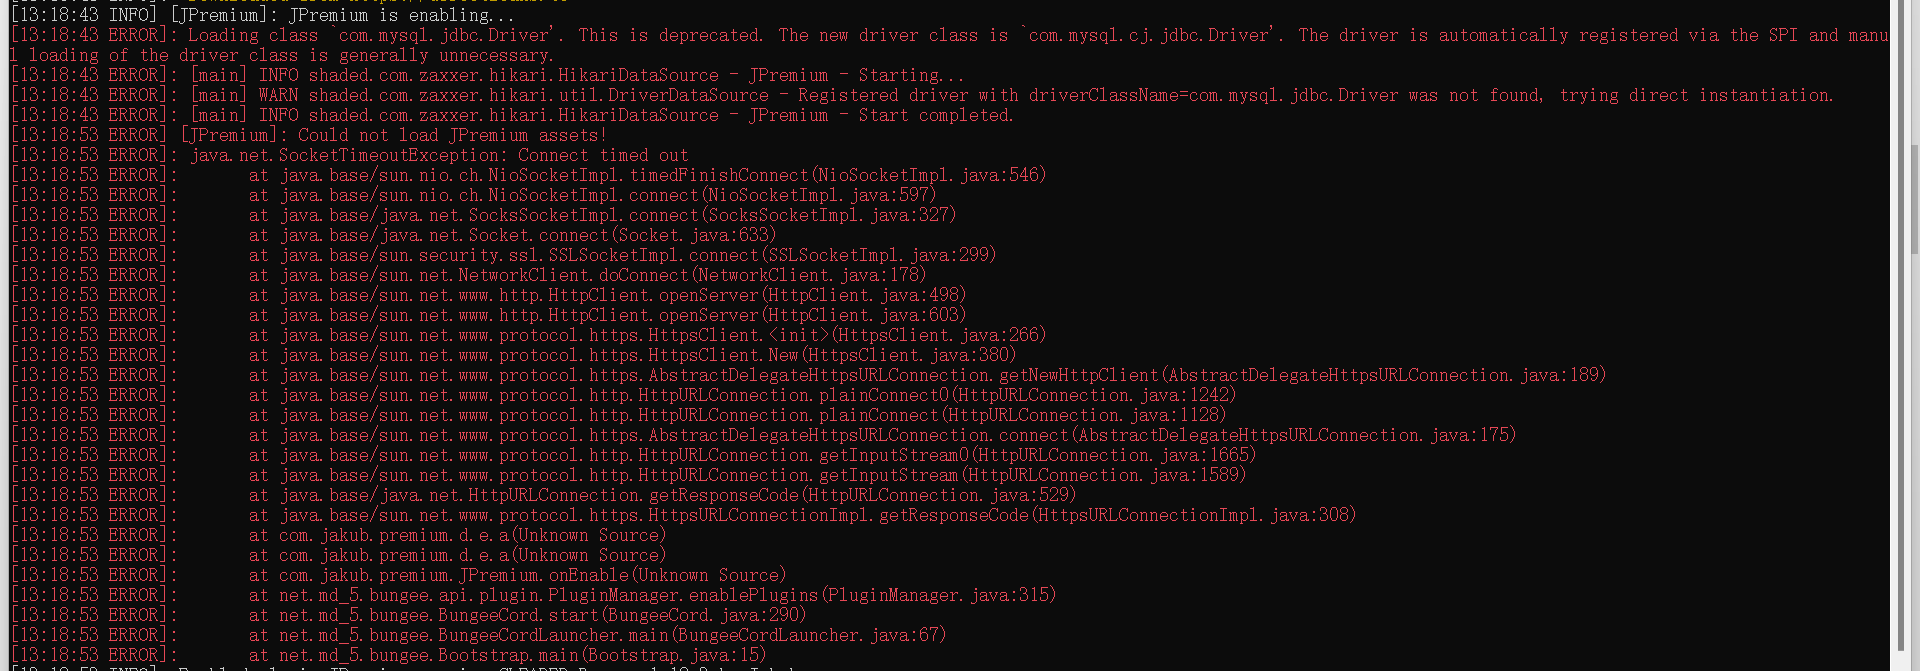 [13:18:43 INFO] [JPremium]: JPremium is enabling...
[13:18:43 ERROR]: Loading class `com.mysql.jdbc.Driver'. This is deprecated. The new driver class is `com.mysql.cj.jdbc.Driver'. The driver is automatically registered via the SPI and manu
l loading of the driver class is generally unnecessary.
[13:18:43 ERROR]: [main] INFO shaded.com.zaxxer.hikari.HikariDataSource - JPremium - Starting...
[13:18:43 ERROR]: [main] WARN shaded.com.zaxxer.hikari.util.DriverDataSource - Registered driver with driverClassName=com.mysql.jdbc.Driver was not found, trying direct instantiation.
[13:18:43 ERROR]: [main] INFO shaded.com.zaxxer.hikari.HikariDataSource - JPremium - Start completed.
[13:18:53 ERROR] [JPremium]: Could not load JPremium assets!
[13:18:53 ERROR]: java.net.SocketTimeoutException: Connect timed out
[13:18:53 ERROR]: at java.base/sun.nio.ch.NioSocketImpl.timedFinishConnect(NioSocketImpl.java:546)
[13:18:53 ERROR]: at java.base/sun.nio.ch.NioSocketImpl.connect(NioSocketImpl.java:597)
[13:18:53 ERROR]: at java.base/java.net.SocksSocketImpl.connect(SocksSocketImpl.java:327)
[13:18:53 ERROR]: at java.base/java.net.Socket.connect(Socket.java:633)
[13:18:53 ERROR]: at java.base/sun.security.ssl.SSLSocketImpl.connect(SSLSocketImpl.java:299)
[13:18:53 ERROR]: at java.base/sun.net.NetworkClient.doConnect(NetworkClient.java:178)
[13:18:53 ERROR]: at java.base/sun.net.www.http.HttpClient.openServer(HttpClient.java:498)
[13:18:53 ERROR]: at java.base/sun.net.www.http.HttpClient.openServer(HttpClient.java:603)
[13:18:53 ERROR]: at java.base/sun.net.www.protocol.https.HttpsClient.<init>(HttpsClient.java:266)
[13:18:53 ERROR]: at java.base/sun.net.www.protocol.https.HttpsClient.New(HttpsClient.java:380)
[13:18:53 ERROR]: at java.base/sun.net.www.protocol.https.AbstractDelegateHttpsURLConnection.getNewHttpClient(AbstractDelegateHttpsURLConnection.java:189)
[13:18:53 ERROR]: at java.base/sun.net.www.protocol.http.HttpURLConnection.plainConnect0(HttpURLConnection.java:1242)
[13:18:53 ERROR]: at java.base/sun.net.www.protocol.http.HttpURLConnection.plainConnect(HttpURLConnection.java:1128)
[13:18:53 ERROR]: at java.base/sun.net.www.protocol.https.AbstractDelegateHttpsURLConnection.connect(AbstractDelegateHttpsURLConnection.java:175)
[13:18:53 ERROR]: at java.base/sun.net.www.protocol.http.HttpURLConnection.getInputStream0(HttpURLConnection.java:1665)
[13:18:53 ERROR]: at java.base/sun.net.www.protocol.http.HttpURLConnection.getInputStream(HttpURLConnection.java:1589)
[13:18:53 ERROR]: at java.base/java.net.HttpURLConnection.getResponseCode(HttpURLConnection.java:529)
[13:18:53 ERROR]: at java.base/sun.net.www.protocol.https.HttpsURLConnectionImpl.getResponseCode(HttpsURLConnectionImpl.java:308)
[13:18:53 ERROR]: at com.jakub.premium.d.e.a(Unknown Source)
[13:18:53 ERROR]: at com.jakub.premium.d.e.a(Unknown Source)
[13:18:53 ERROR]: at com.jakub.premium.JPremium.onEnable(Unknown Source)
[13:18:53 ERROR]: at net.md_5.bungee.api.plugin.PluginManager.enablePlugins(PluginManager.java:315)
[13:18:53 ERROR]: at net.md_5.bungee.BungeeCord.start(BungeeCord.java:290)
[13:18:53 ERROR]: at net.md_5.bungee.BungeeCordLauncher.main(BungeeCordLauncher.java:67)
[13:18:53 ERROR]: at net.md_5.bungee.Bootstrap.main(Bootstrap.java:15)